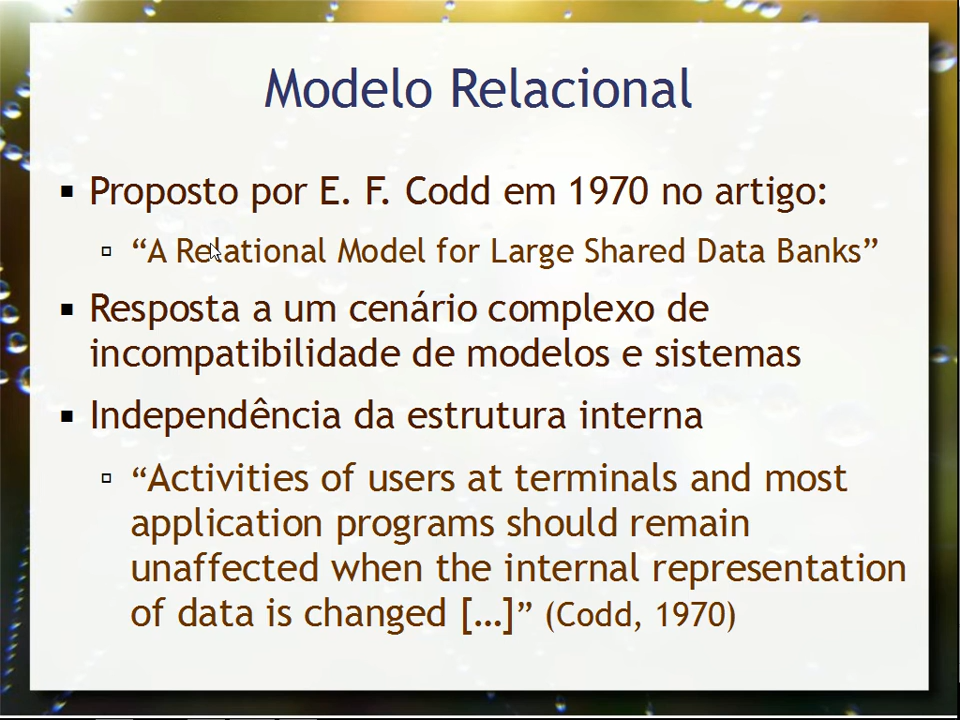 Modelo Relacional
▪ Proposto por E. F. Codd em 1970 no artigo:
▫ “A Relational Model for Large Shared Data Banks”
▪ Resposta a um cenário complexo de
incompatibilidade de modelos e sistemas
▪ Independência da estrutura interna
▫ “Activities of users at terminals and most
application programs should remain
unaffected when the internal representation
of data is changed […]” (Codd, 1970)